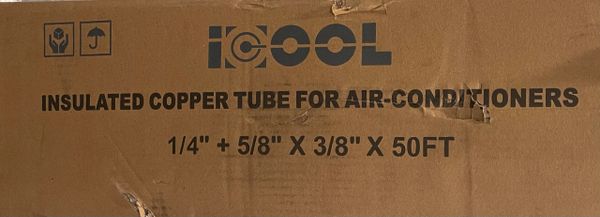 iCOOL
INSULATED COPPER TUBE FOR AIR-CONDITIONERS
1/4" + 5/8" X 3/8" X 50FT